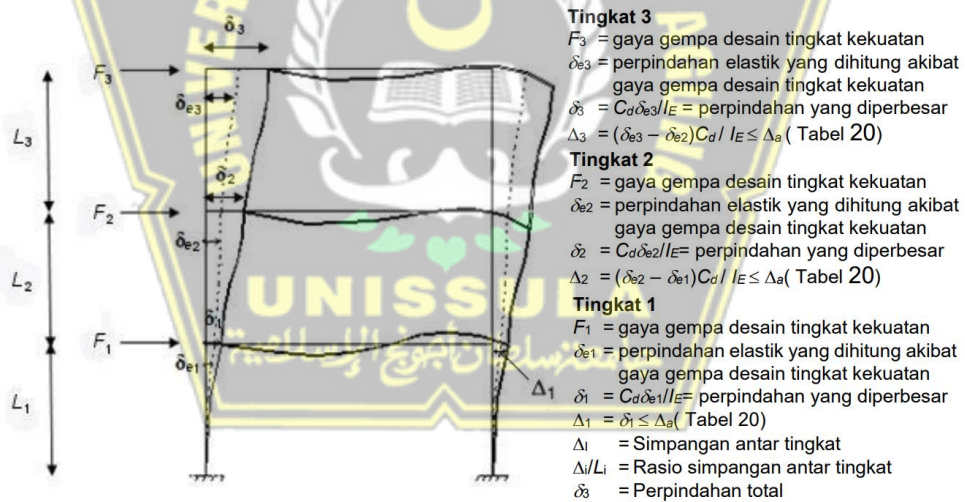 Tingkat 3
F3 = gaya gempa desain tingkat kekuatan
δe3 = perpindahan elastik yang dihitung akibat
gaya gempa desain tingkat kekuatan
δ3 = Cdδe3/IE = perpindahan yang diperbesar
Δ3 = (δe3 − δe2)Cd / IE ≤ Δa ( Tabel 20)
Tingkat 2
F2 = gaya gempa desain tingkat kekuatan
δe2 = perpindahan elastik yang dihitung akibat
gaya gempa desain tingkat kekuatan
δ2 = Cdδe2/IE= perpindahan yang diperbesar
Δ2 = (δe2 − δe1)Cd / IE ≤ Δa( Tabel 20)
Tingkat 1
F1 = gaya gempa desain tingkat kekuatan
δe1 = perpindahan elastik yang dihitung akibat
gaya gempa desain tingkat kekuatan
δ1 = Cdδe1/IE= perpindahan yang diperbesar
Δ1 = δ1 ≤ Δa( Tabel 20)
Δi = Simpangan antar tingkat
Δi/Li = Rasio simpangan antar tingkat
δ3 = Perpindahan total
δ3
F3
δe3
L3
δ2
F2
δe2
L2
δ1
F1
δe1
Δ1
L1
UNISSULA